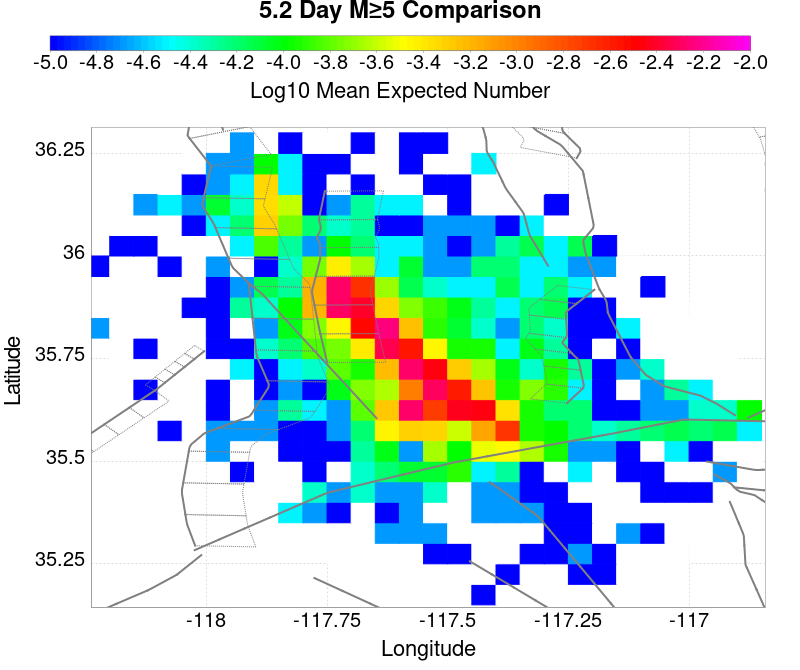 5.2 Day M≥5 Comparison
-5.0 -4.8 -4.6 -4.4 -4.2 -4.0 -3.8 -3.6 -3.4 -3.2 -3.0 -2.8 -2.6 -2.4 -2.2 -2.0
Log10 Mean Expected Number
36.25
36
35.75
35.5
35.25
Latitude
-118 -117.75 -117.5 -117.25 -117
Longitude